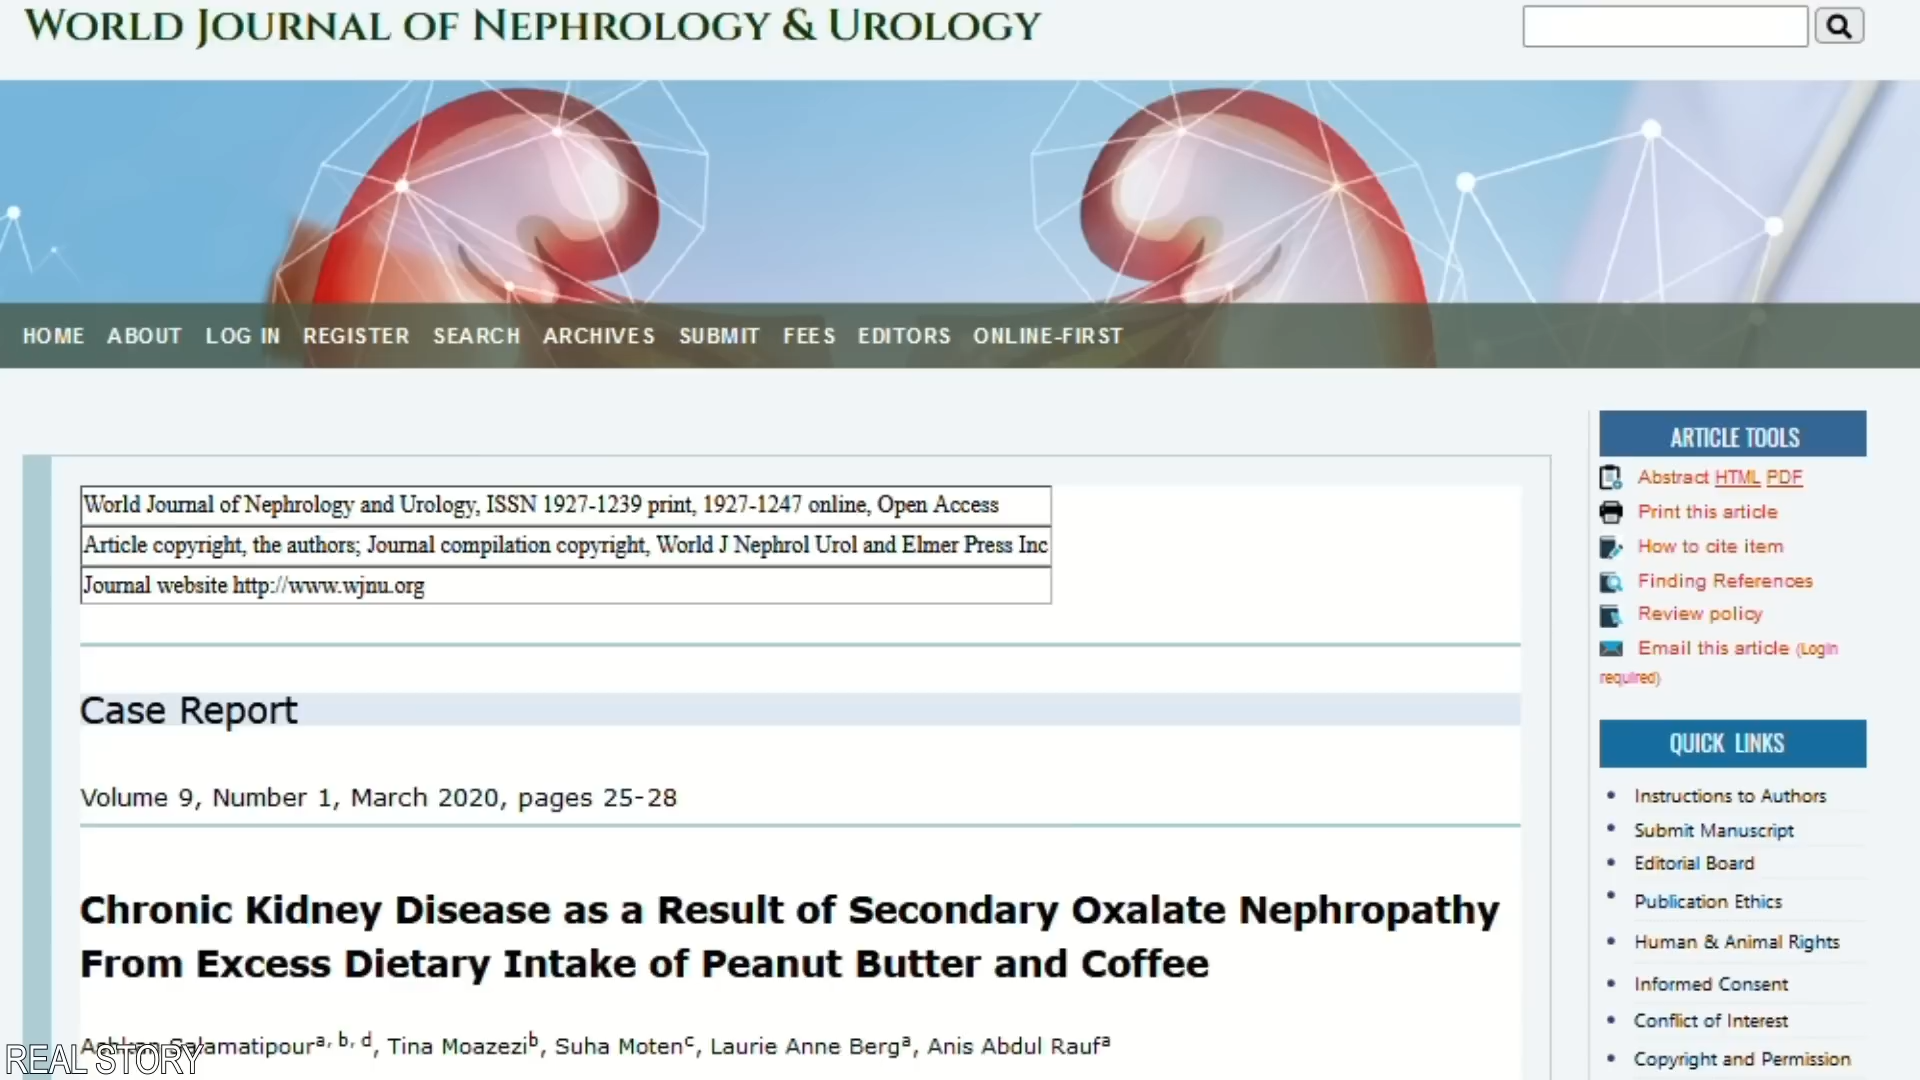 WORLD JOURNAL OF NEPHROLOGY & UROLOGY
HOME ABOUT LOG IN REGISTER SEARCH ARCHIVES SUBMIT FEES EDITORS ONLINE-FIRST
World Journal of Nephrology and Urology, ISSN 1927-1239 print, 1927-1247 online, Open Access
Article copyright, the authors; Journal compilation copyright, World J Nephrol Urol and Elmer Press Inc
Journal website http://www.wjnu.org
Case Report
Volume 9, Number 1, March 2020, pages 25-28
Chronic Kidney Disease as a Result of Secondary Oxalate Nephropathy
From Excess Dietary Intake of Peanut Butter and Coffee
Salamatipour a, b, d, Tina Moazezi b, Suha Moten c, Laurie Anne Berg a, Anis Abdul Rauf a
REAL STORY
ARTICLE TOOLS
Abstract HTML PDF
Print this article
How to cite item
Finding References
Review policy
Email this article (Login
required)
QUICK LINKS
Instructions to Authors
Submit Manuscript
Editorial Board
Publication Ethics
Human & Animal Rights
Informed Consent
Conflict of Interest
Copyright and Permission